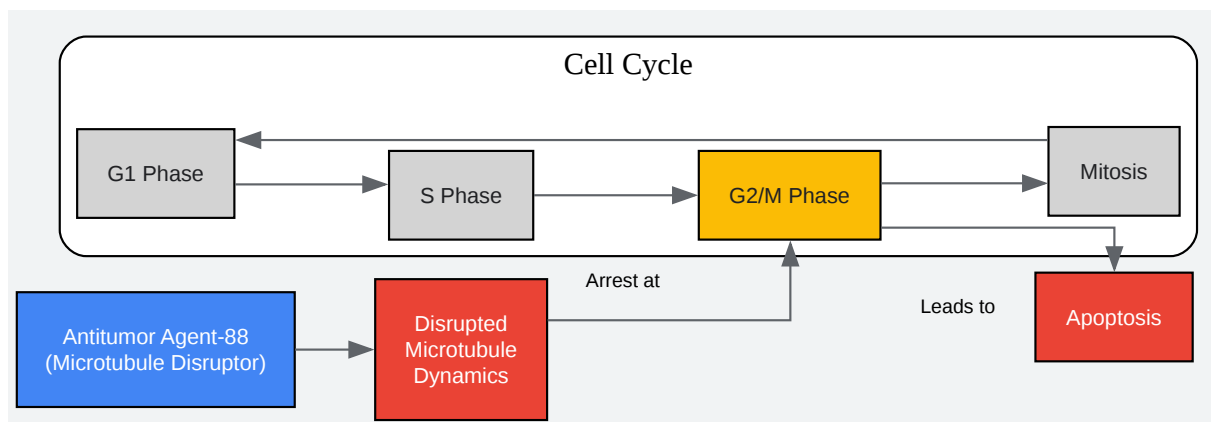 Cell Cycle
G1 Phase
S Phase
G2/M Phase
Mitosis
Arrest at
Leads to
Antitumor Agent-88
(Microtubule Disruptor)
Disrupted
Microtubule
Dynamics
Apoptosis